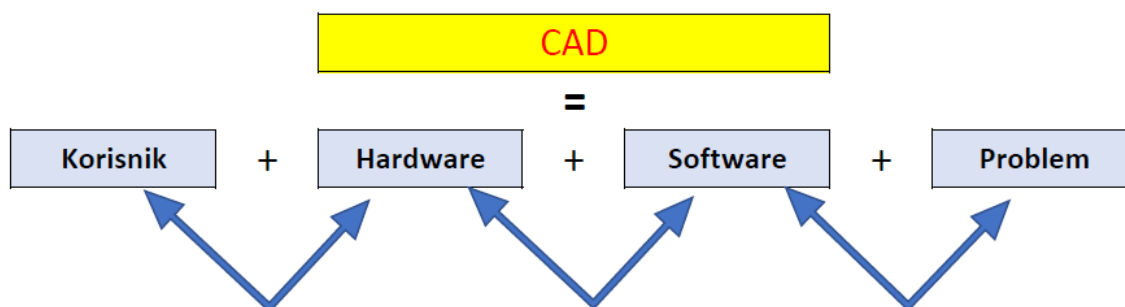 CAD
=
Korisnik + Hardware + Software + Problem